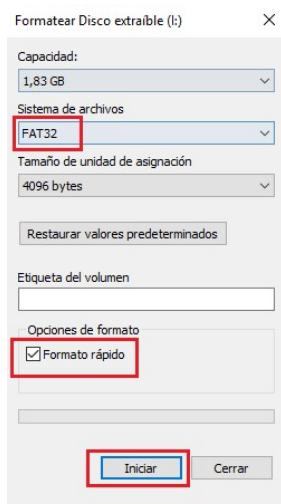 Formatear Disco extraíble (I:)
Capacidad:
1,83 GB
Sistema de archivos
FAT32
Tamaño de unidad de asignación
4096 bytes
Restaurar valores predeterminados
Etiqueta del volumen
Opciones de formato
Formato rápido
Iniciar Cerrar